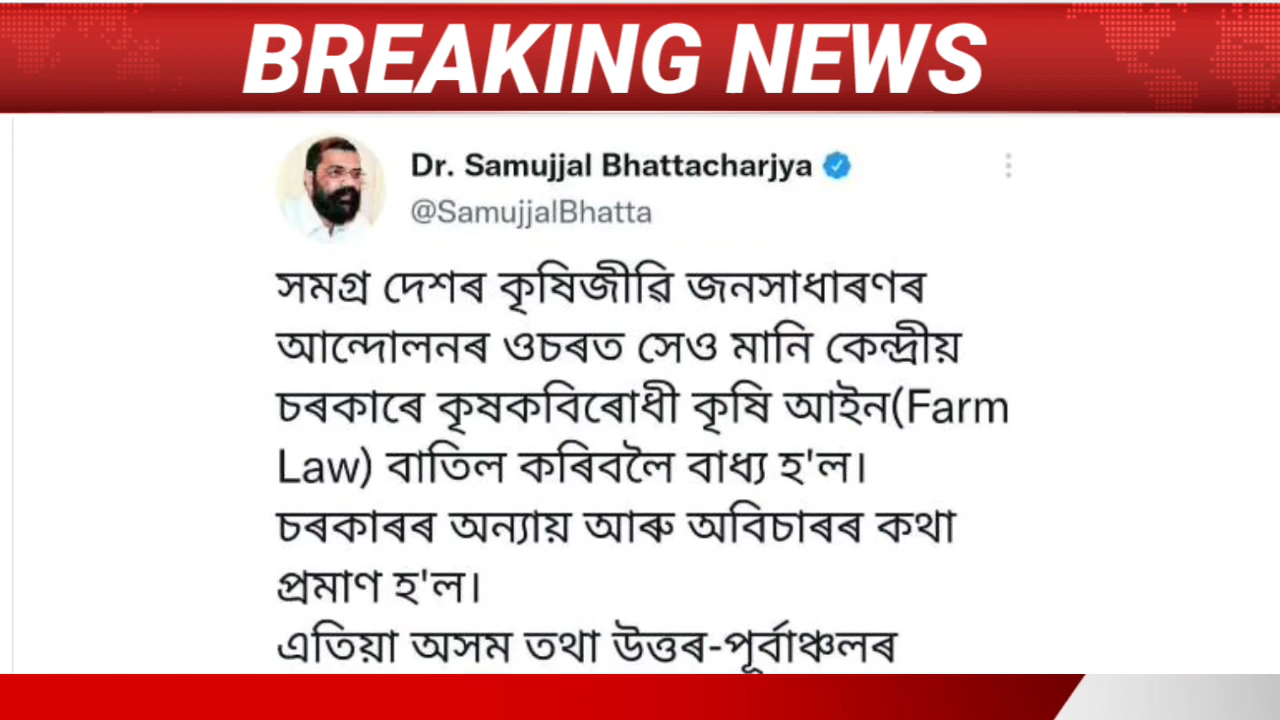 BREAKING NEWS
Dr. Samujjal Bhattacharjya
@SamujjalBhatta
সমগ্ৰ দেশৰ কৃষিজীৱি জনসাধাৰণৰ
আন্দোলনৰ ওচৰত সেও মানি কেন্দ্ৰীয়
চৰকাৰে কৃষকবিৰোধী কৃষি আইন(Farm
Law) বাতিল কৰিবলৈ বাধ্য হ'ল।
চৰকাৰৰ অন্যায় আৰু অবিচাৰৰ কথা
প্ৰমাণ হ'ল।
এতিয়া অসম তথা উত্তৰ-পূৰ্বাঞ্চলৰ